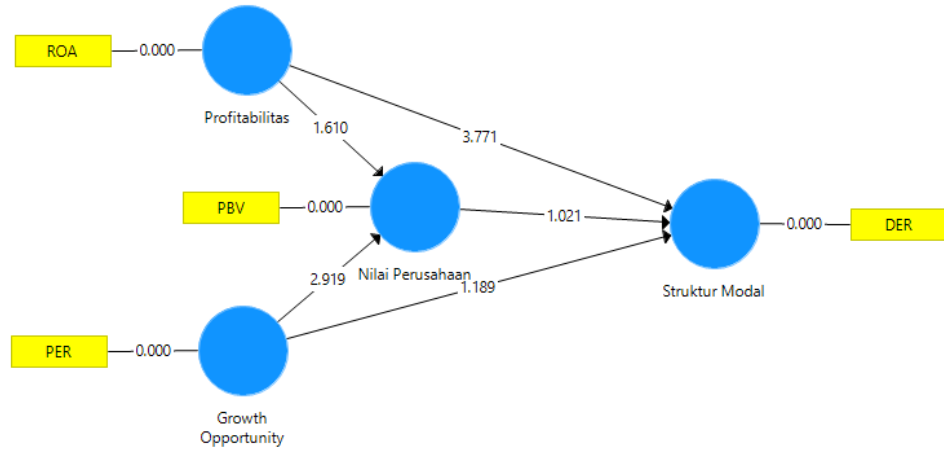 ROA
0.000
Profitabilitas
1.610
3.771
PBV
0.000
1.021
0.000
DER
Nilai Perusahaan
2.919
1.189
Struktur Modal
PER
0.000
Growth
Opportunity